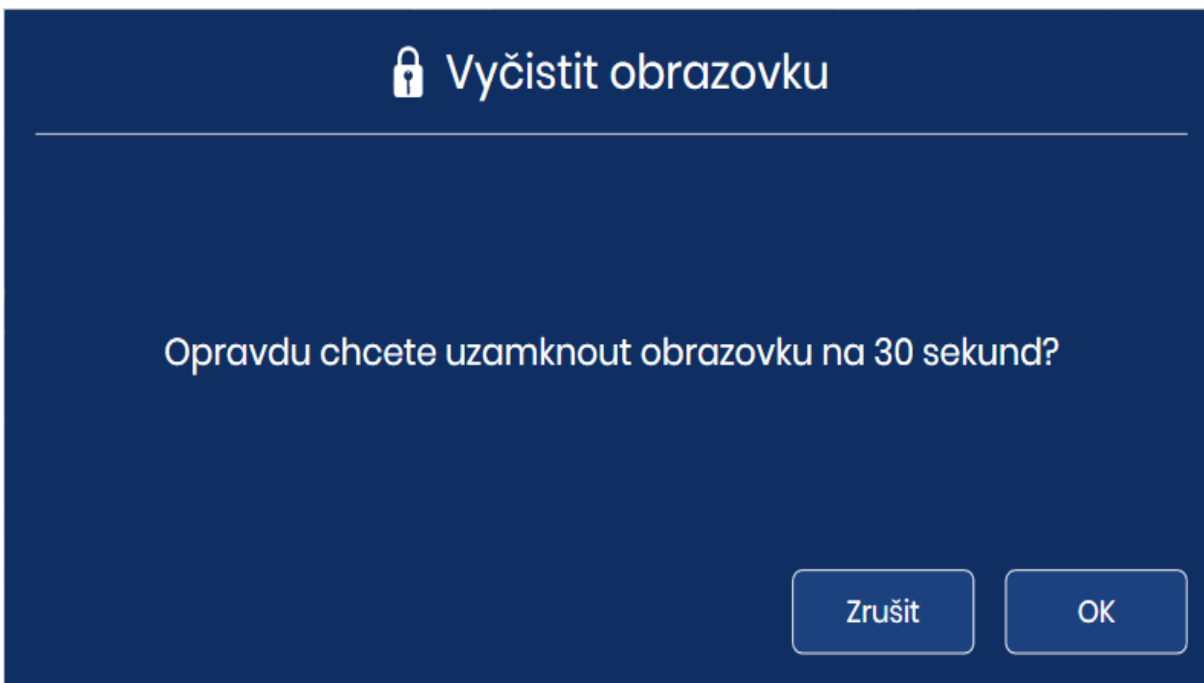 Vyčistit obrazovku
Opravdu chcete uzamknout obrazovku na 30 sekund?
Zrušit
OK